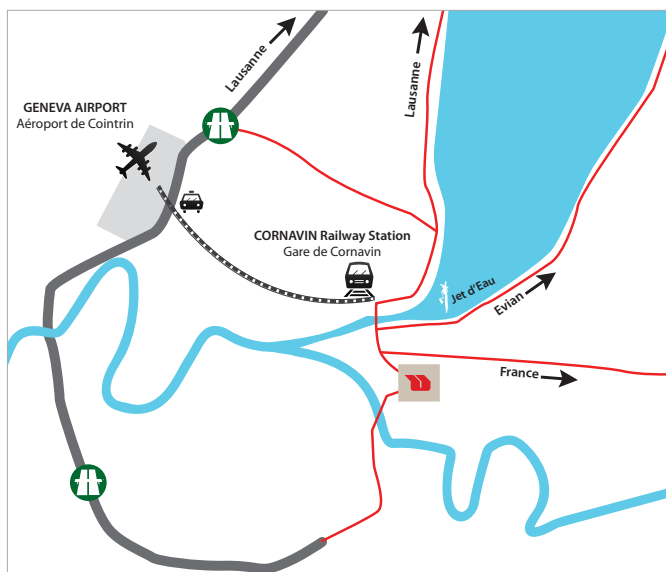 Lausanne
Lausanne
GENEVA AIRPORT
Aéroport de Cointrin
CORNAVIN Railway Station
Gare de Cornavin
Jet d'Eau
Evian
France